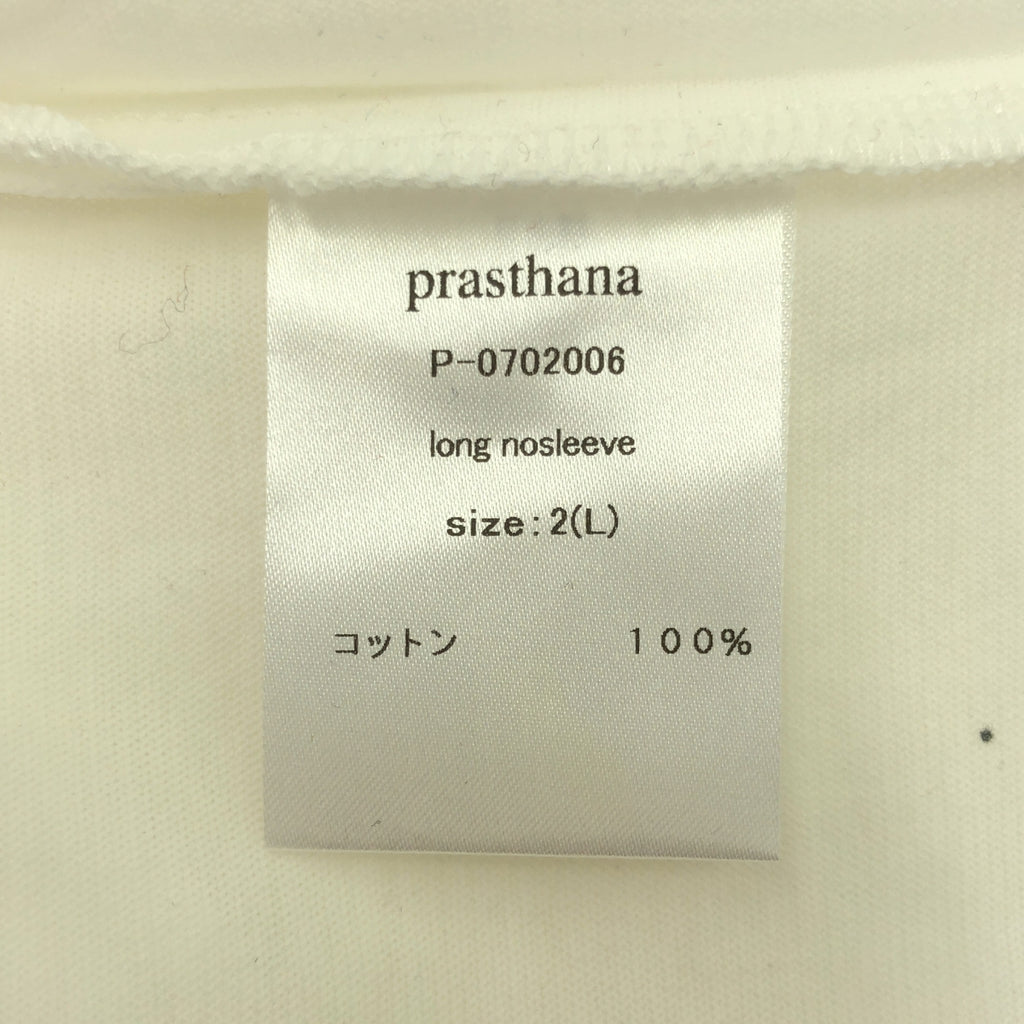 prasthana
P-0702006
long nosleeve
size:2(L)
コットン 100%